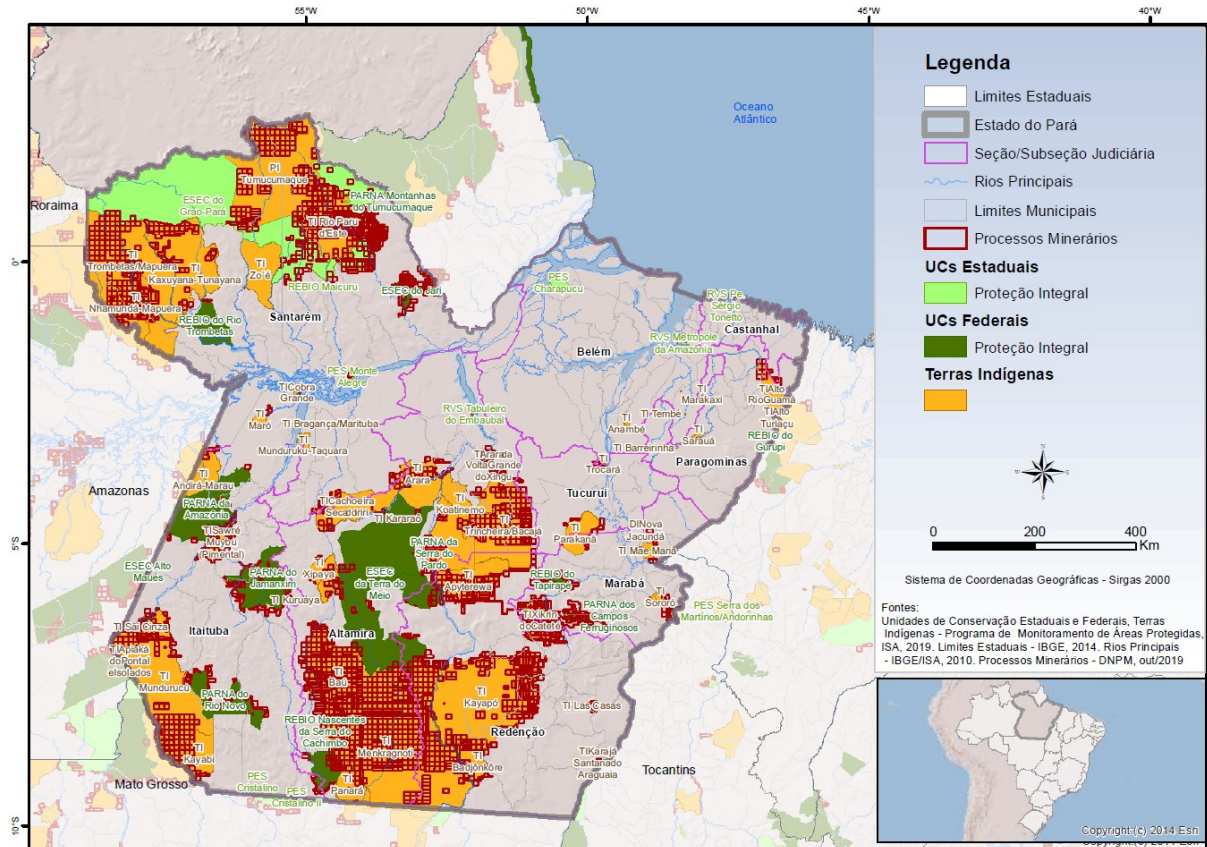 55°W
50°W
45°W
40°W
Oceano
Atlântico
Roraima
0°
PI
Tumucumaque
ESEC do
Grão-Pará
PARNA Montanhas
do Tumucumaque
TI Rio Paru
d'Este
TI
Trombetas/Mapuera
TI
Kaxuyana-Tunayana
TI
Zo'é
REBIO Maicuru
ESEC do Jari
TI
Nhamundá-Mapuera
REBIO do Rio
Trombetas
Santarém
PES
Charapucu
RVS Pe.
Sérgio
Tonetto
Castanhal
Belém
RVS Metrópole
da Amazônia
PES Monte
Alegre
TI Cobra
Grande
TI
Maró
TI Bragança/Marituba
TI
Munduruku-Taquara
RVS Tabuleiro
do Embaubal
TI
Marakaxi
TI Alto
RioGuamá
TI Alto
Turiaçu
REBIO do
Gurupi
TI Tembé
TI
Anambé
TI
Sarauá
TI Barreirinha
Paragominas
TI
Trocará
Amazonas
TI
Andirá-Marau
PARNA da
Amazônia
TI Sawré
Muybu
(Pimental)
TI Cachoeira
Seca
TI
Arara
TI Kararaô
TI
Koatinemo
TI
Trincheira/Bacajá
Tucuruí
TI
Parakanã
TI Mãe Maria
5°S
ESEC Alto
Maués
PARNA do
Jamanxim
TI
Xipaya
TI Kuruaya
ESEC
da Terra do
Meio
PARNA da
Serra do
Pardo
TI
Apyterewa
REBIO do
Tapirapé
Marabá
TI
Sororó
PARNA dos
Campos
Ferruginosos
TI Xikrin
do Cateté
PES Serra dos
Martírios/Andorinhas
Itaituba
Altamira
TI Sai Cinza
TI Apiaká
do Pontal
e Isolados
TI
Mundurucu
TI
Kayabi
PARNA do
Rio Novo
TI
Baú
TI
Kayapó
TI Las Casas
REBIO Nascentes
da Serra do
Cachimbo
TI
Menkragnoti
Redenção
TI
Badjônkôre
TI
Panará
TI Karajá
Santana do
Araguaia
Mato Grosso
PES
Cristalino
PES
Cristalino II
Tocantins
10°S
Legenda
Limites Estaduais
Estado do Pará
Seção/Subseção Judiciária
Rios Principais
Limites Municipais
Processos Minerários
UCs Estaduais
Proteção Integral
UCs Federais
Proteção Integral
Terras Indígenas
N
W
E
S
0
200
400
Km
Sistema de Coordenadas Geográficas - Sirgas 2000
Fontes:
Unidades de Conservação Estaduais e Federais, Terras
Indígenas - Programa de Monitoramento de Áreas Protegidas,
ISA, 2019. Limites Estaduais - IBGE, 2014. Rios Principais
- IBGE/ISA, 2010. Processos Minerários - DNPM, out/2019
Copyright:(c) 2014 Esri